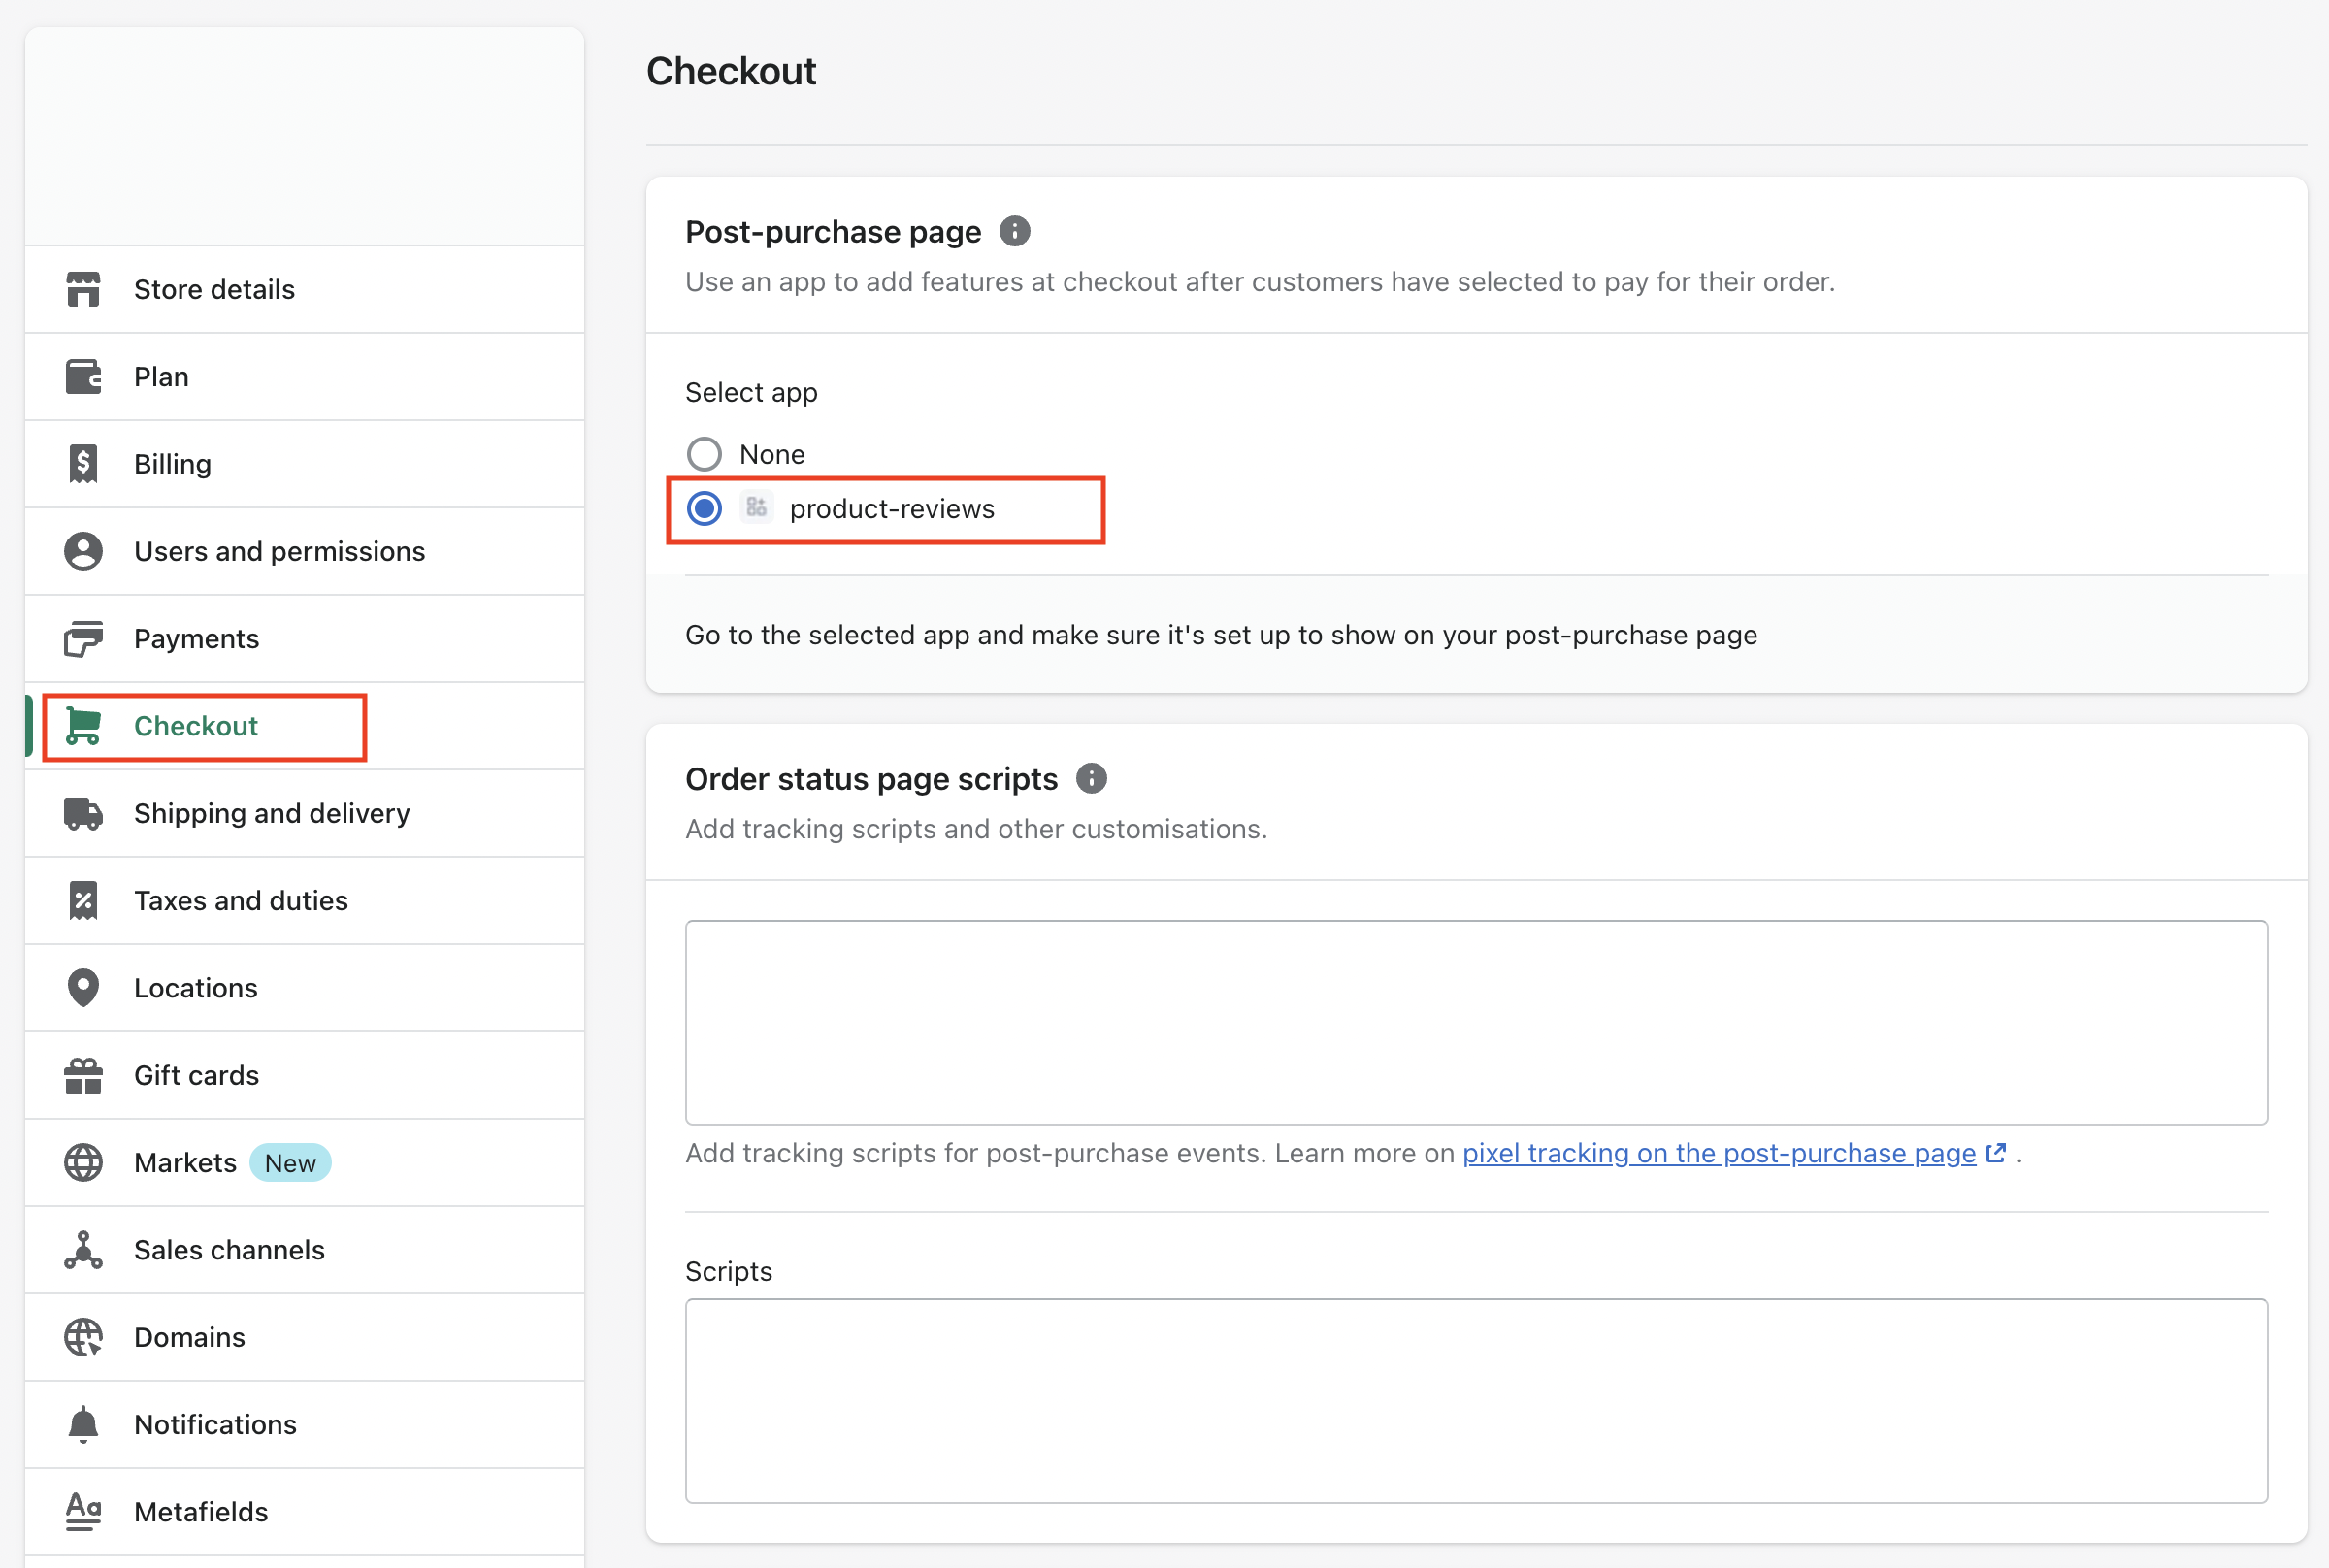 Store details
Plan
Billing
Users and permissions
Payments
Checkout
Shipping and delivery
Taxes and duties
Locations
Gift cards
Markets New
Sales channels
Domains
Notifications
Metafields
Checkout
Post-purchase page
Use an app to add features at checkout after customers have selected to pay for their order.
Select app
None
product-reviews
Go to the selected app and make sure it's set up to show on your post-purchase page
Order status page scripts
Add tracking scripts and other customisations.
Add tracking scripts for post-purchase events. Learn more on pixel tracking on the post-purchase page .
Scripts